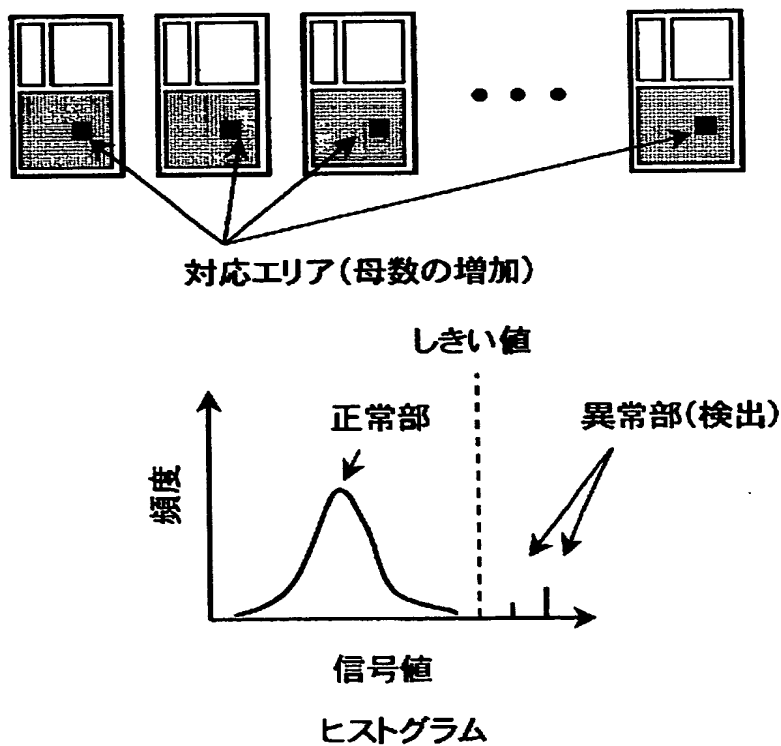 対応エリア(母数の増加)
しきい値
正常部
異常部(検出)
頻度
信号値
ヒストグラム